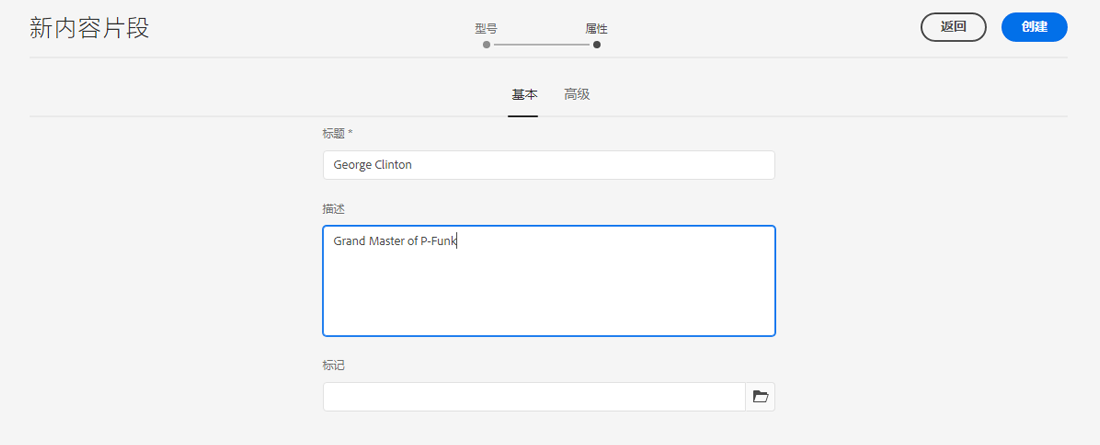 新内容片段
型号
属性
返回
创建
基本
高级
标题 *
George Clinton
描述
Grand Master of P-Funk
标记